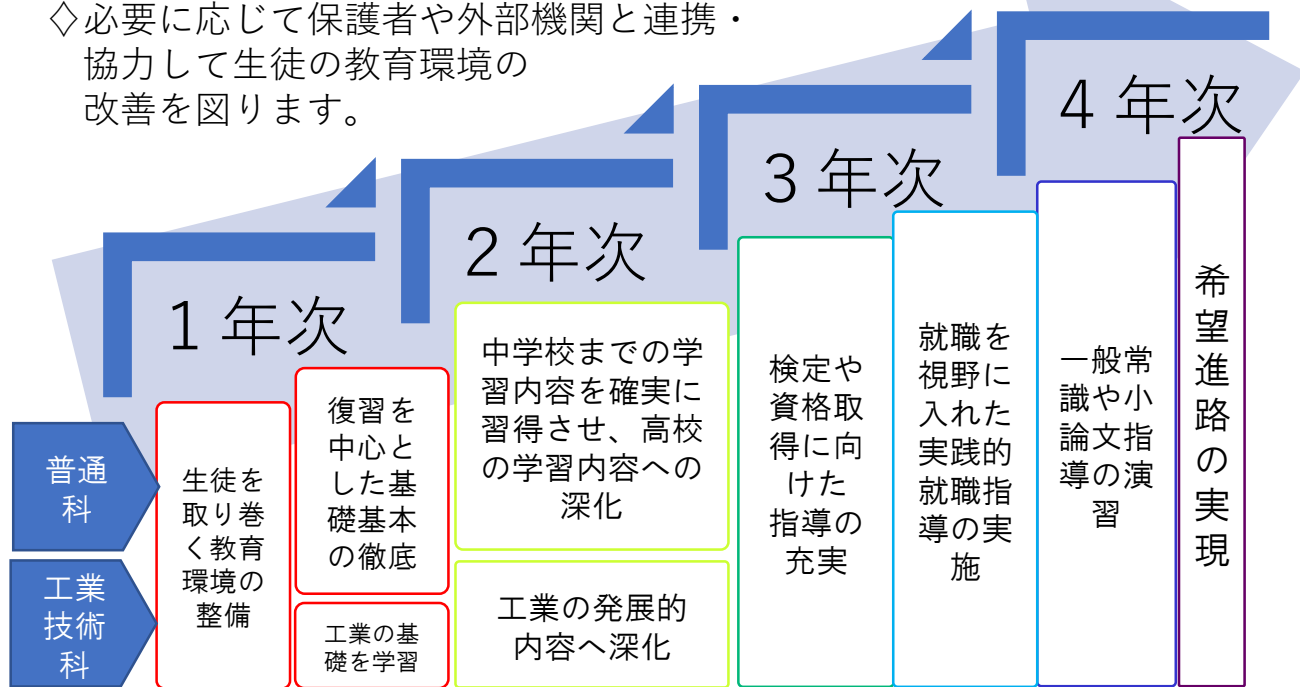 ◇必要に応じて保護者や外部機関と連携・
協力して生徒の教育環境の
改善を図ります。
1年次
2年次
3年次
4年次
普通
科
工業
技術
科
生徒を
取り巻
く教育
環境の
整備
復習を
中心と
した基
礎基本
の徹底
工業の基
礎を学習
中学校までの学
習内容を確実に
習得させ、高校
の学習内容への
深化
工業の発展的
内容へ深化
検定や
資格取
得に向
けた
指導の
充実
就職を
視野に
入れた
実践的
就職指
導の実
施
一般常
識や小
論文指
導の演
習
希望進路の実現